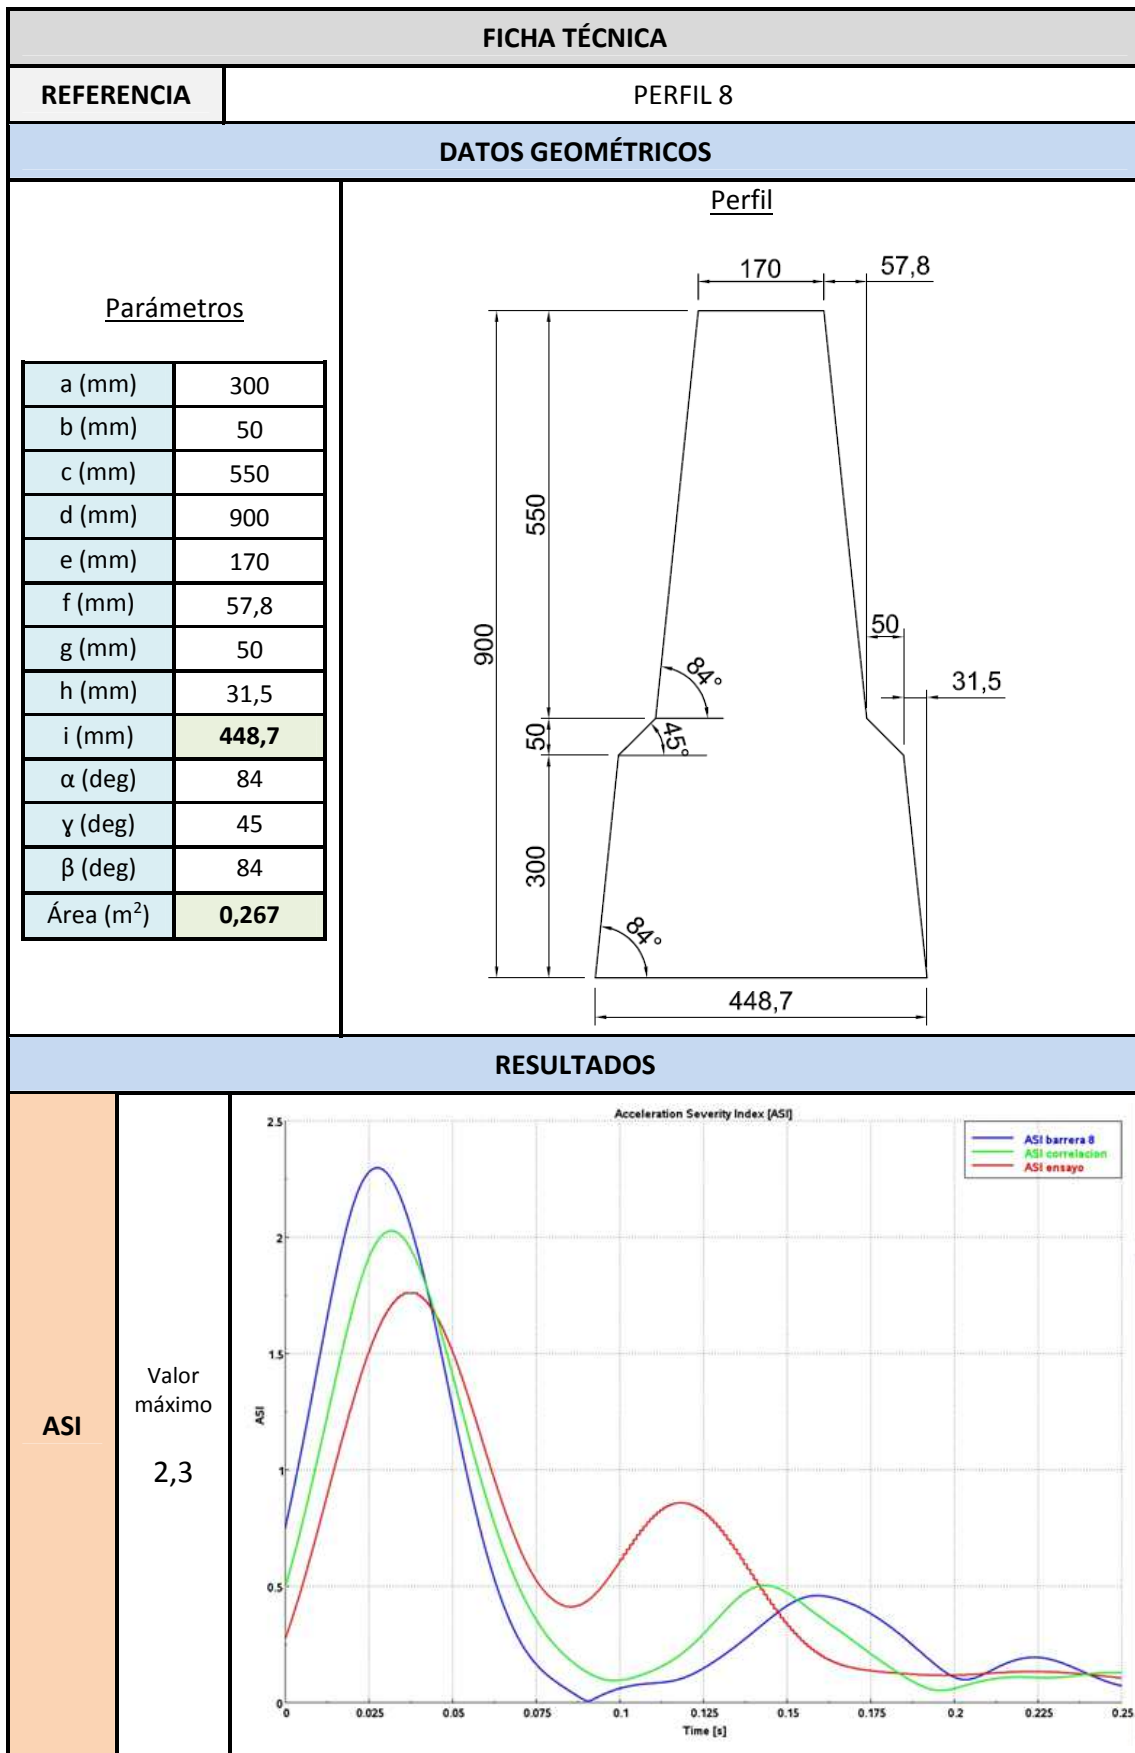 FICHA TÉCNICA
REFERENCIA PERFIL 8
DATOS GEOMÉTRICOS
Parámetros
a (mm) 300
b (mm) 50
c (mm) 550
d (mm) 900
e (mm) 170
f (mm) 57,8
g (mm) 50
h (mm) 31,5
i (mm) 448,7
α (deg) 84
ɣ (deg) 45
β (deg) 84
Área (m²) 0,267
Perfil
170 57,8
550
900
50
84°
31,5
50
45°
300
84°
448,7
RESULTADOS
ASI
Valor
máximo
2,3
Acceleration Severity Index [ASI]
ASI barrera 8
ASI correlacion
ASI ensayo
2.5
2
1.5
1
0.5
0
ASI
0 0.025 0.05 0.075 0.1 0.125 0.15 0.175 0.2 0.225 0.25
Time [s]